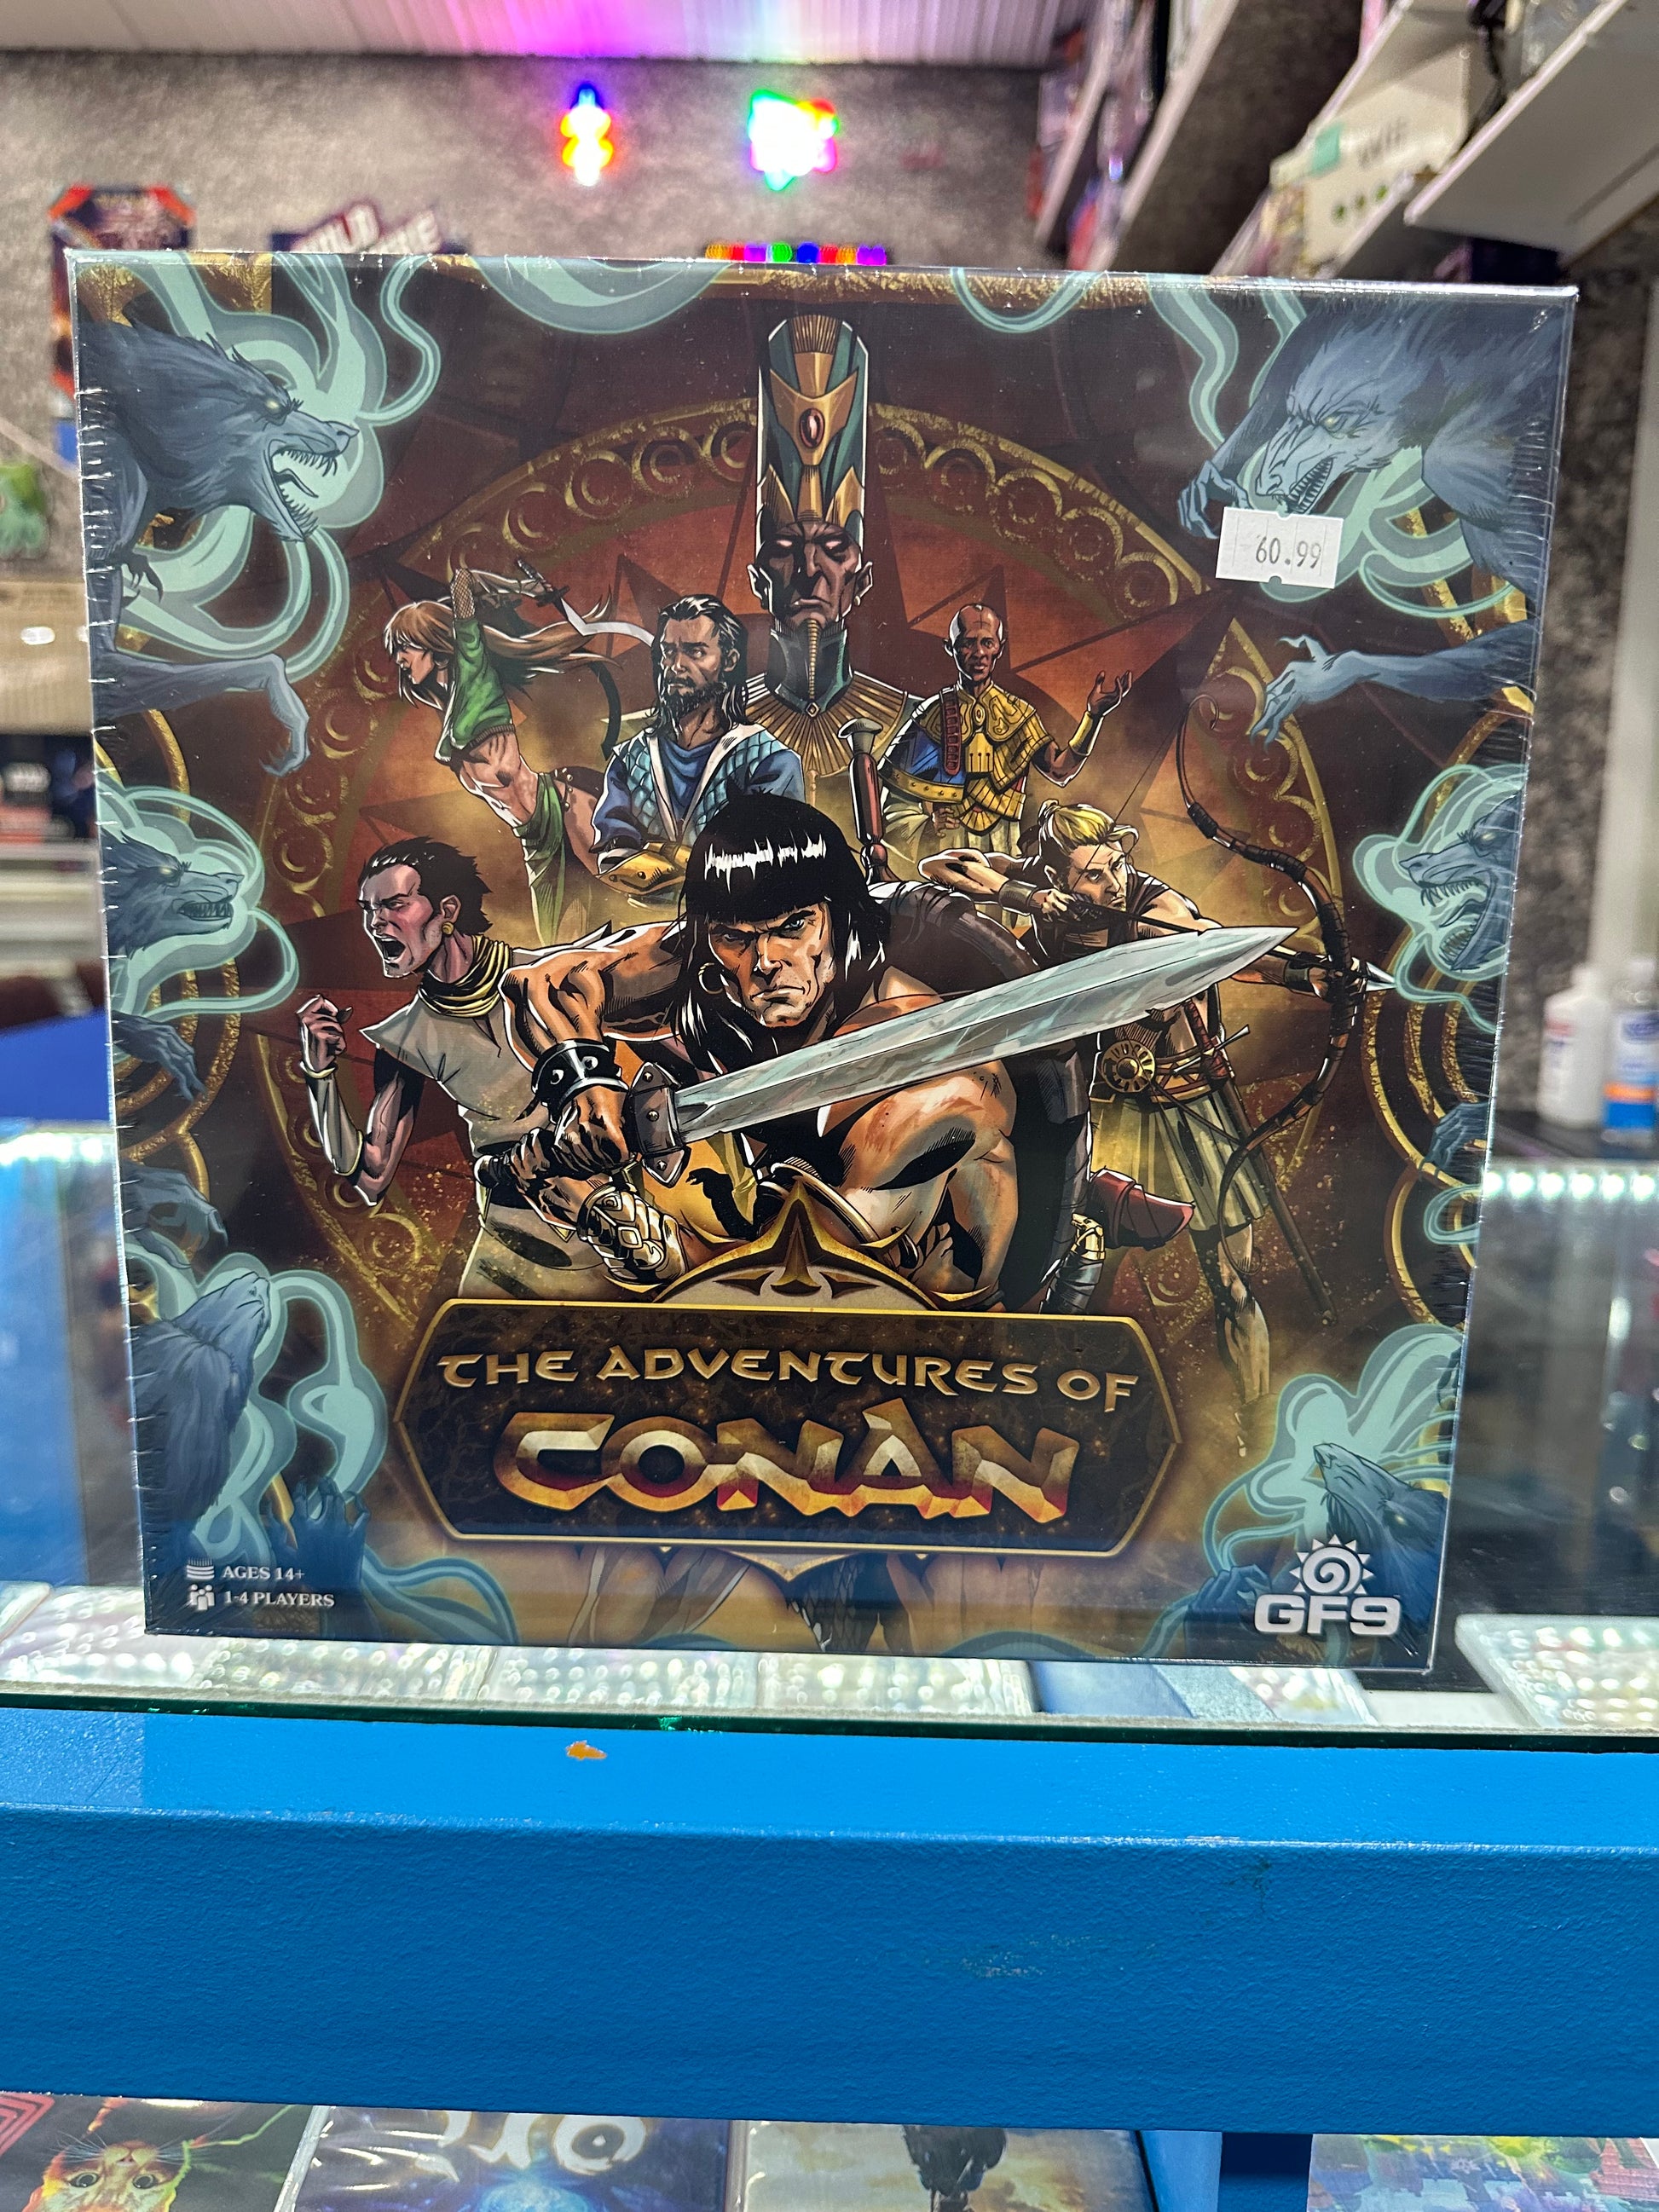 60.99
THE ADVENTURES OF
CONAN
AGES 14+
1-4 PLAYERS
GF9